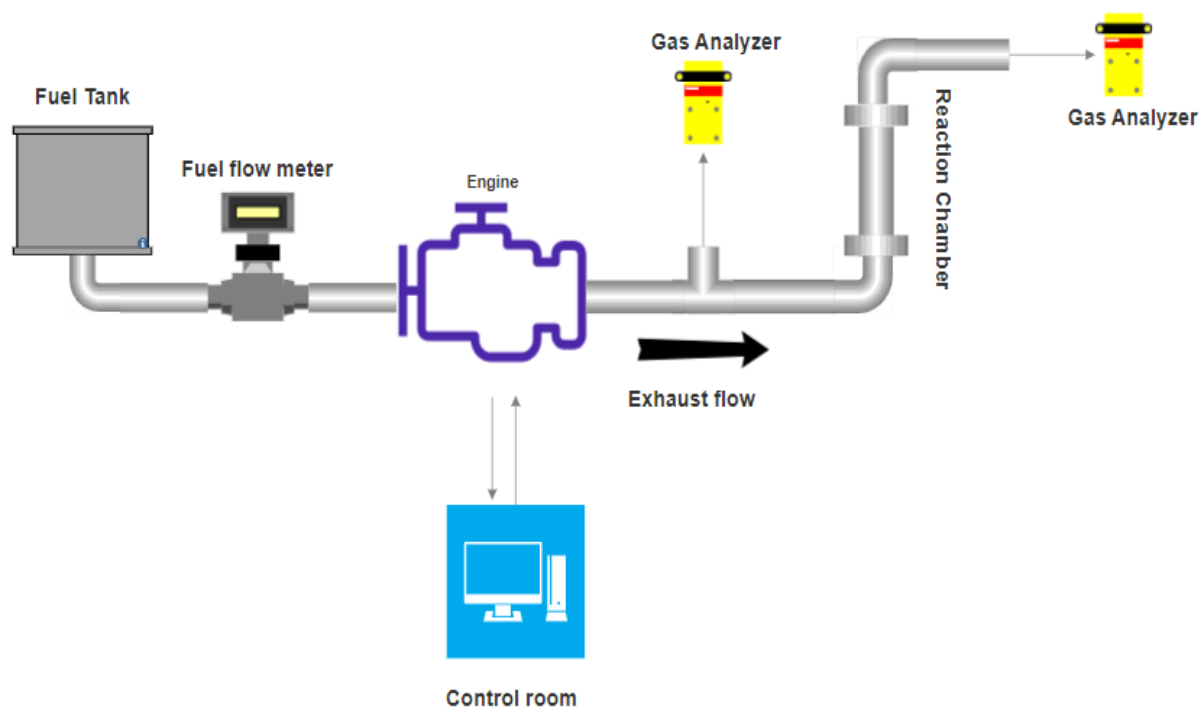 Gas Analyzer
Fuel Tank
Gas Analyzer
Reaction Chamber
Fuel flow meter
Engine
Exhaust flow
Control room